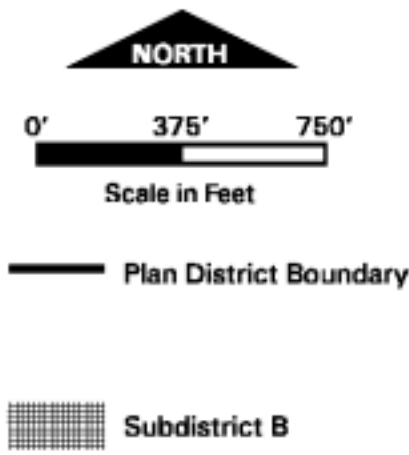 NORTH
0' 375' 750'
Scale in Feet
Plan District Boundary
Subdistrict B